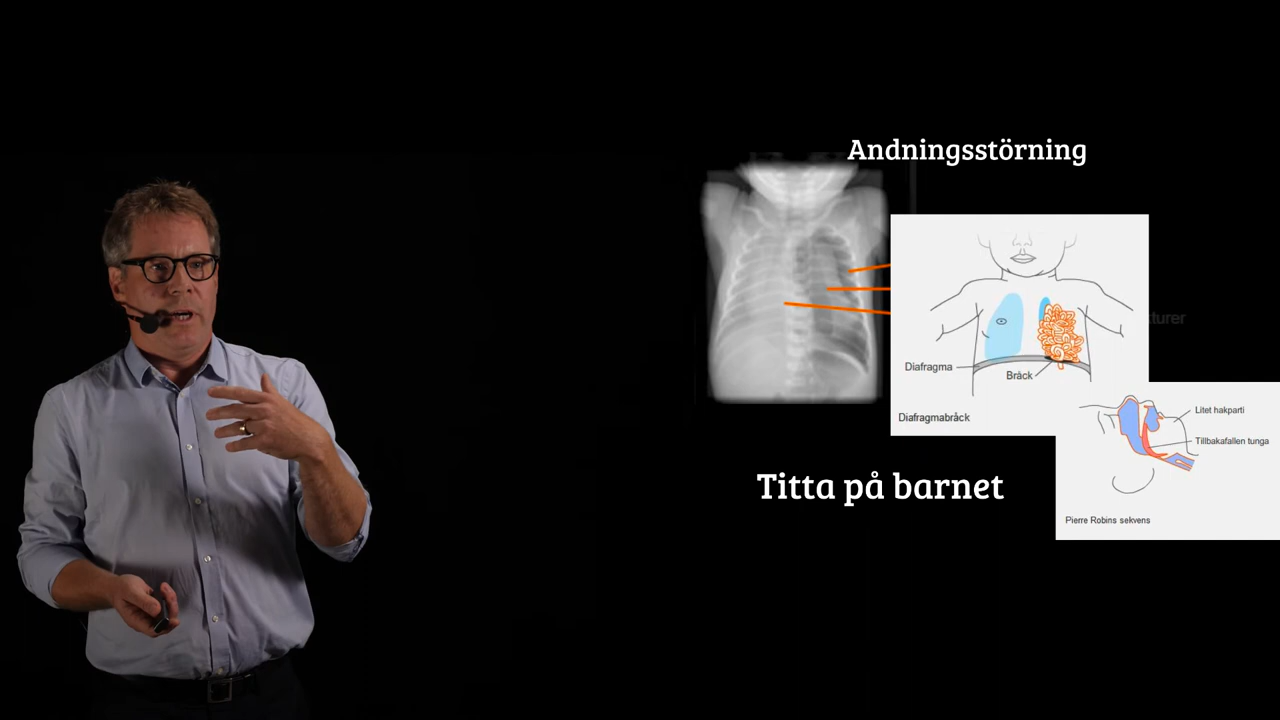 Andningsstörning
Diafragma
Bråck
Diafragmabråck
Litet hakparti
Tillbakafallen tunga
Titta på barnet
Pierre Robins sekvens